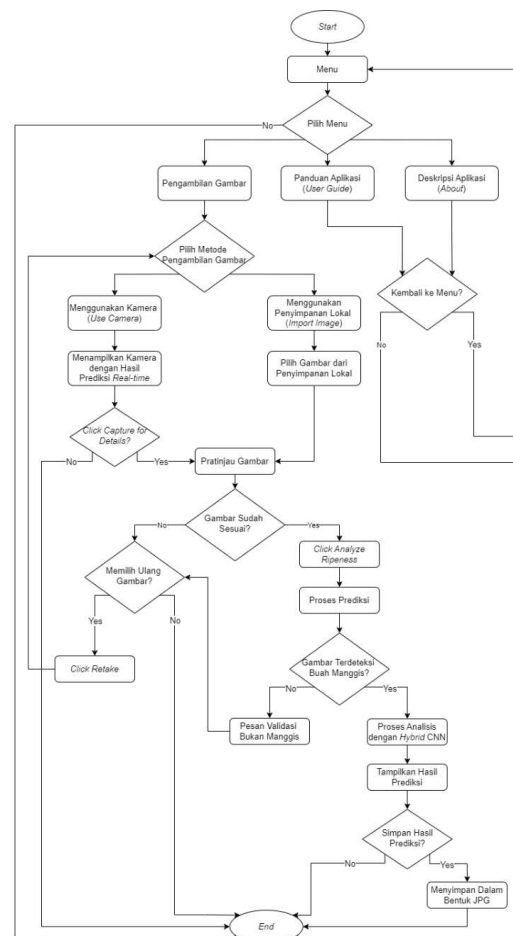 Start
Menu
Pilih Menu
No
Pengambilan Gambar
Panduan Aplikasi
(User Guide)
Deskripsi Aplikasi
(About)
Pilih Metode
Pengambilan Gambar
Kembali ke Menu?
No
Yes
Menggunakan Kamera
(Use Camera)
Menggunakan
Penyimpanan Lokal
(Import Image)
Menampilkan Kamera
dengan Hasil
Prediksi Real-time
Pilih Gambar dari
Penyimpanan Lokal
Click Capture for
Details?
No
Yes
Pratinjau Gambar
Gambar Sudah
Sesuai?
No
Yes
Click Analyze
Ripeness
Memilih Ulang
Gambar?
Yes
No
Proses Prediksi
Click Retake
Gambar Terdeteksi
Buah Manggis?
No
Yes
Pesan Validasi
Bukan Manggis
Proses Analisis
dengan Hybrid CNN
Tampilkan Hasil
Prediksi
Simpan Hasil
Prediksi?
No
Yes
Menyimpan Dalam
Bentuk JPG
End